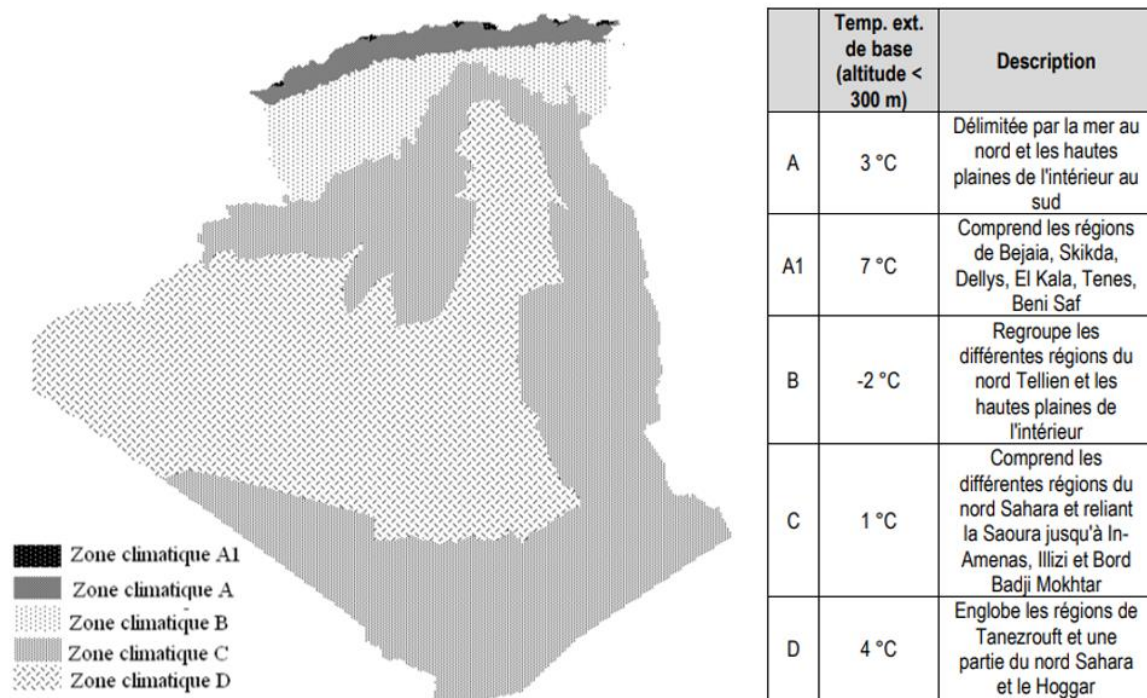 Zone climatique A1
Zone climatique A
Zone climatique B
Zone climatique C
Zone climatique D
Temp. ext.
de base
(altitude <
300 m)
Description
A
3 °C
Délimitée par la mer au
nord et les hautes
plaines de l'intérieur au
sud
A1
7 °C
Comprend les régions
de Bejaia, Skikda,
Dellys, El Kala, Tenes,
Beni Saf
B
-2 °C
Regroupe les
différentes régions du
nord Tellien et les
hautes plaines de
l'intérieur
C
1 °C
Comprend les
différentes régions du
nord Sahara et reliant
la Saoura jusqu'à In-
Amenas, Illizi et Bord
Badji Mokhtar
D
4 °C
Englobe les régions de
Tanezrouft et une
partie du nord Sahara
et le Hoggar